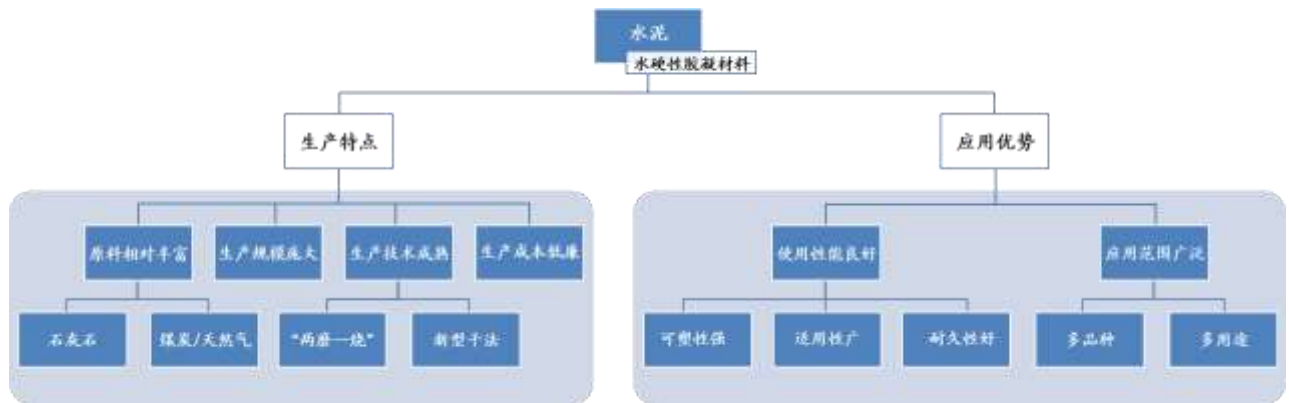 水泥
水硬性胶凝材料
生产特点
应用优势
原料相对丰富
生产规模庞大
生产技术成熟
生产成本低廉
使用性能良好
应用范围广泛
石灰石
煤炭/天然气
“两磨一烧”
新型干法
可塑性强
适用性广
耐久性好
多品种
多用途